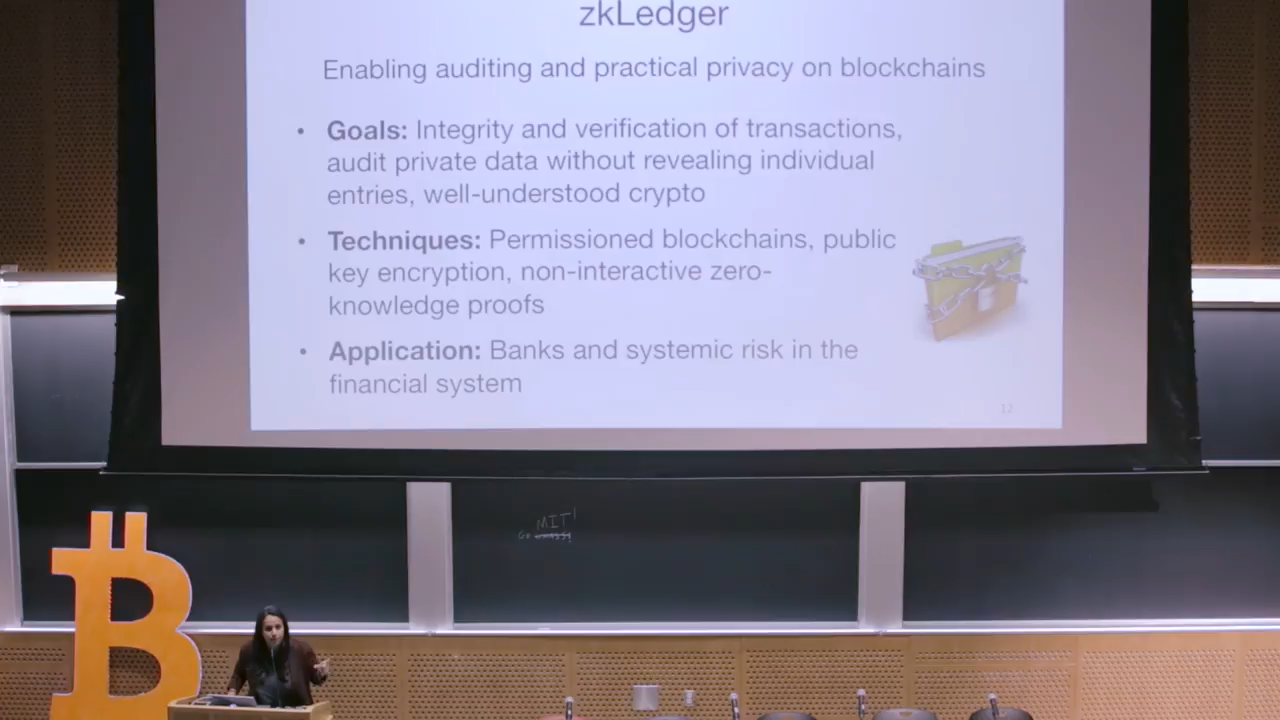 zkLedger
Enabling auditing and practical privacy on blockchains
• Goals: Integrity and verification of transactions,
audit private data without revealing individual
entries, well-understood crypto
• Techniques: Permissioned blockchains, public
key encryption, non-interactive zero-
knowledge proofs
• Application: Banks and systemic risk in the
financial system
12
MIT!
Go